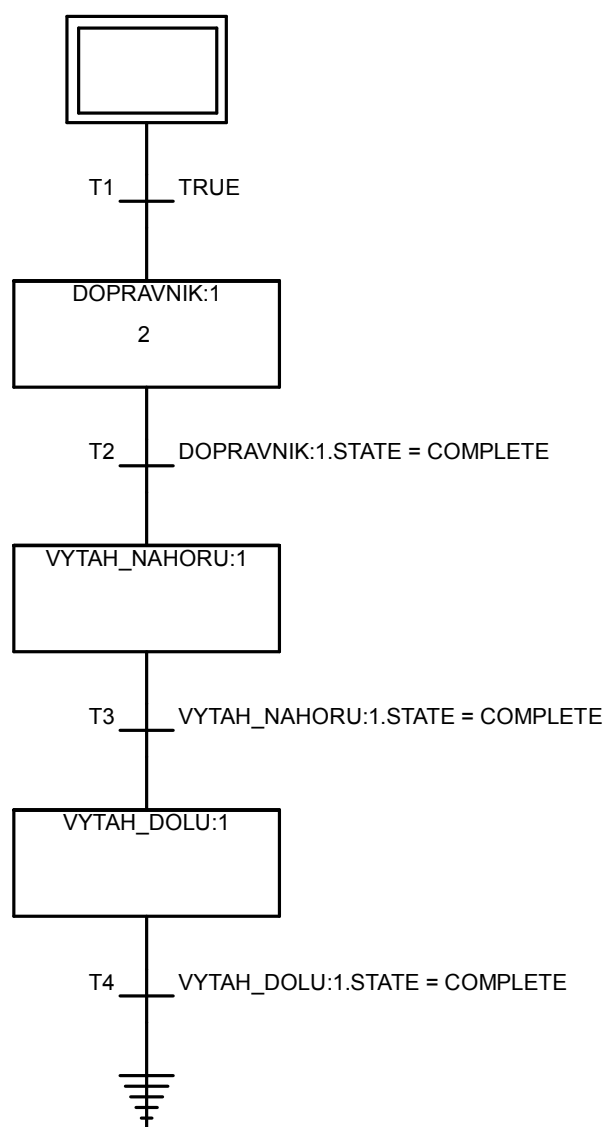 T1 TRUE
DOPRAVNIK:1
2
T2 DOPRAVNIK:1.STATE = COMPLETE
VYTAH_NAHORU:1
T3 VYTAH_NAHORU:1.STATE = COMPLETE
VYTAH_DOLU:1
T4 VYTAH_DOLU:1.STATE = COMPLETE